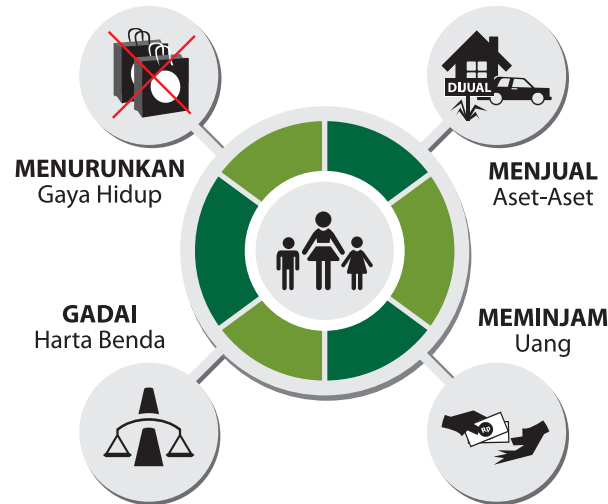 DIJUAL
MENURUNKAN
Gaya Hidup
MENJUAL
Aset-Aset
GADAI
Harta Benda
MEMINJAM
Uang
Rp